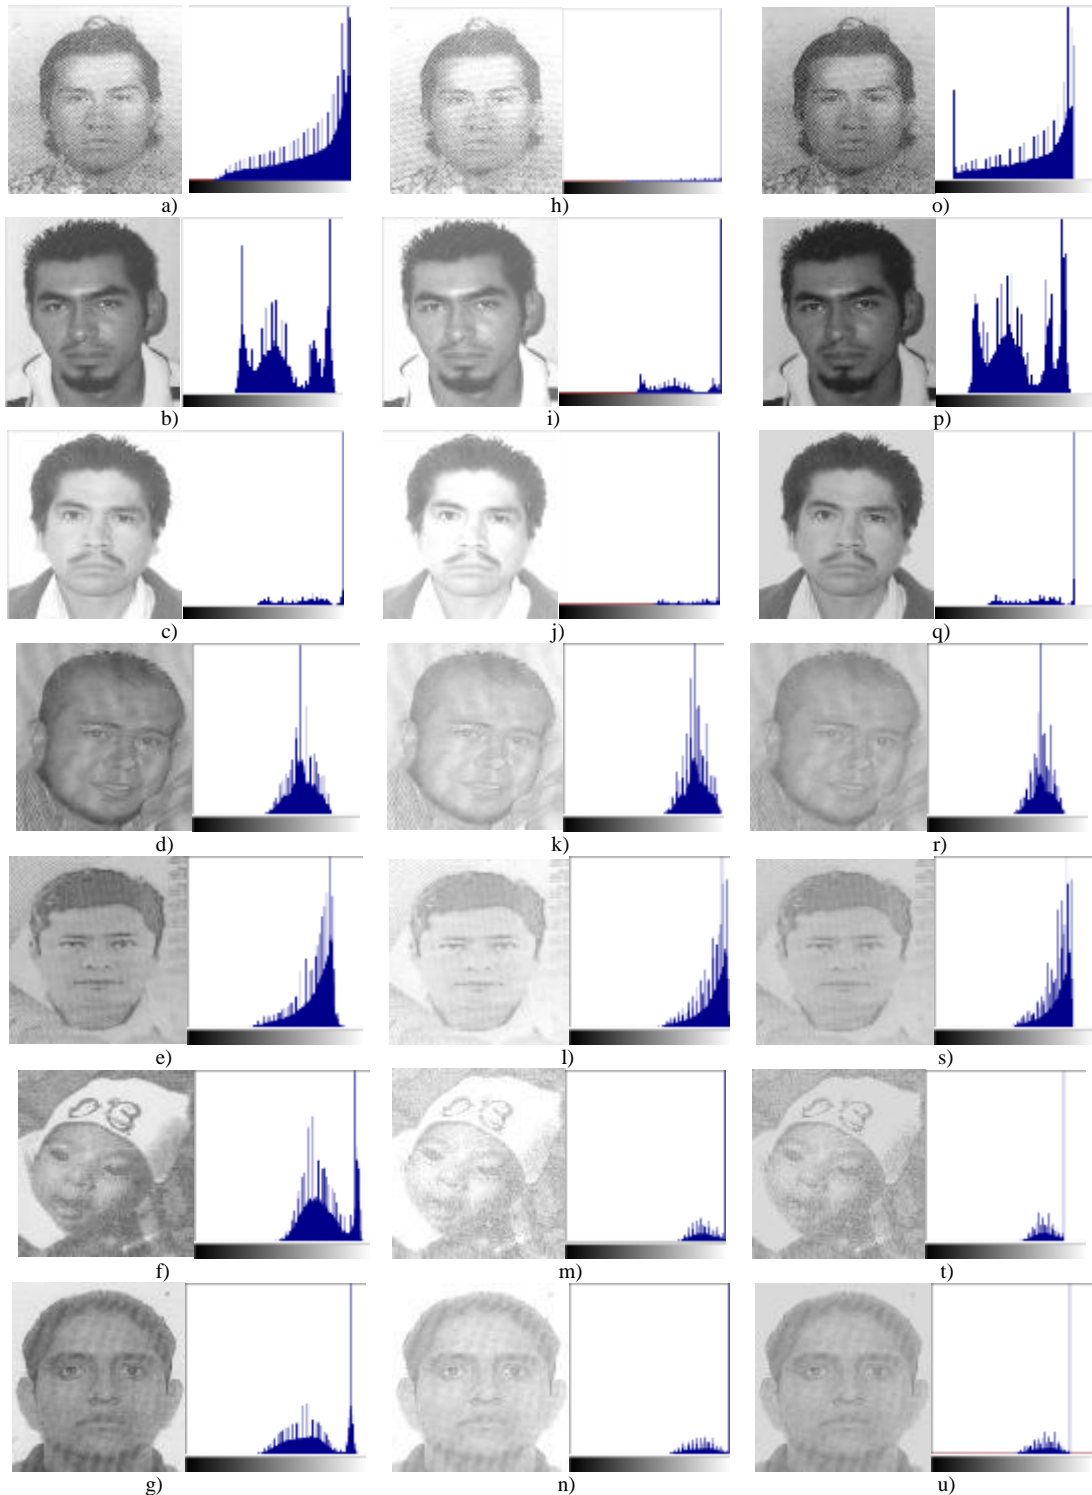 a) h) o)
b) i) p)
c) j) q)
d) k) r)
e) l) s)
f) m) t)
g) n) u)